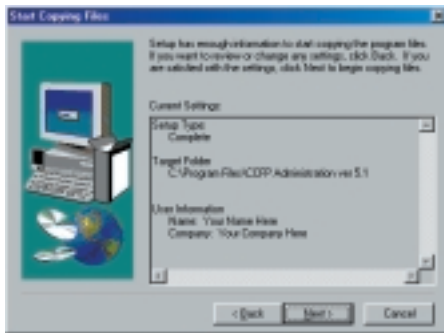 Start Copying Files
Setup has enough information to start copying the program files.
If you want to review or change any settings, click Back. If you
are satisfied with the settings, click Next to begin copying files.
Current Settings:
Setup Type:
Complete
Target Folder
C:\Program Files\CCPP Administration ver 5.1
User Information
Name: Your Name Here
Company: Your Company Here
< Back
Next >
Cancel